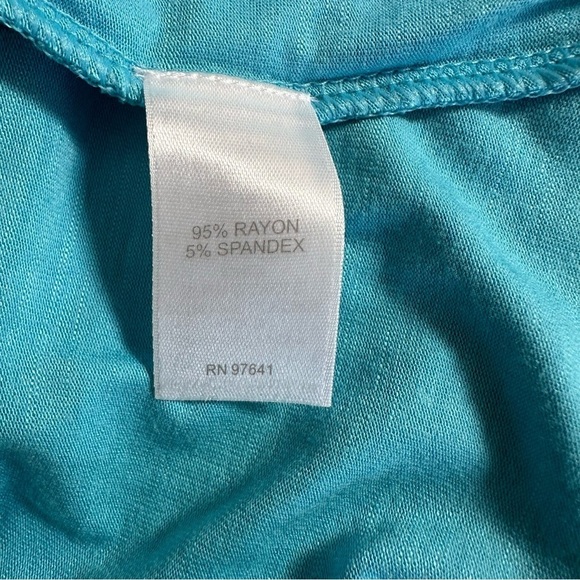 95% RAYON
5% SPANDEX
RN 97641